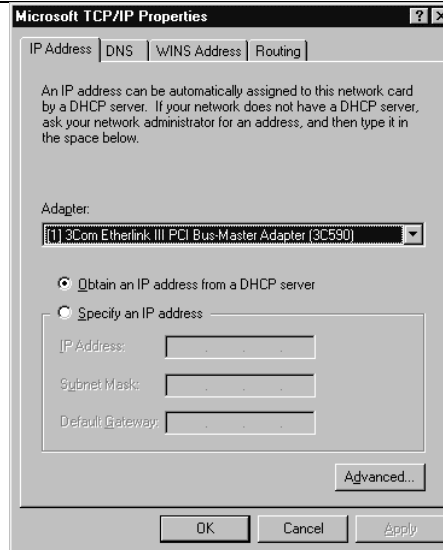 Microsoft TCP/IP Properties
IP Address DNS WINS Address Routing
An IP address can be automatically assigned to this network card
by a DHCP server. If your network does not have a DHCP server,
ask your network administrator for an address, and then type it in
the space below.
Adapter:
[1] 3Com Etherlink III PCI Bus-Master Adapter (3C590)
Obtain an IP address from a DHCP server
Specify an IP address
IP Address:
Subnet Mask:
Default Gateway:
Advanced...
OK Cancel Apply